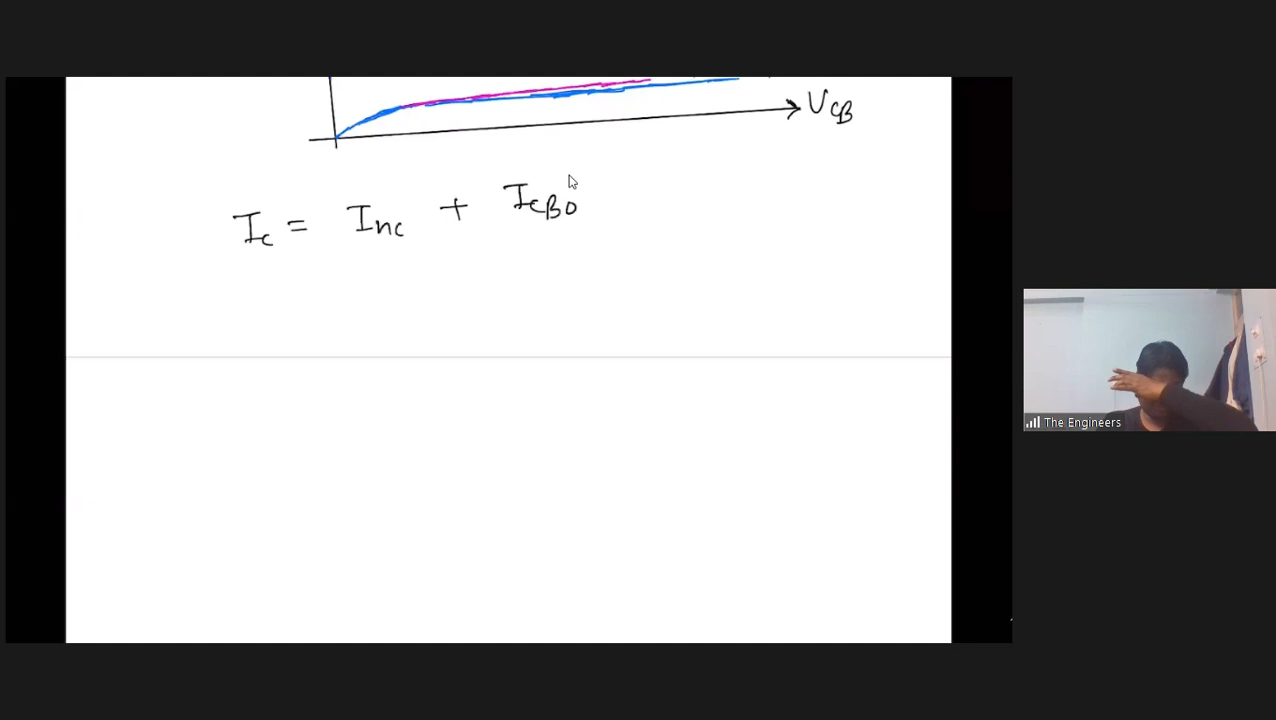 V_CB
I_C = I_nC + I_CBO
The Engineers